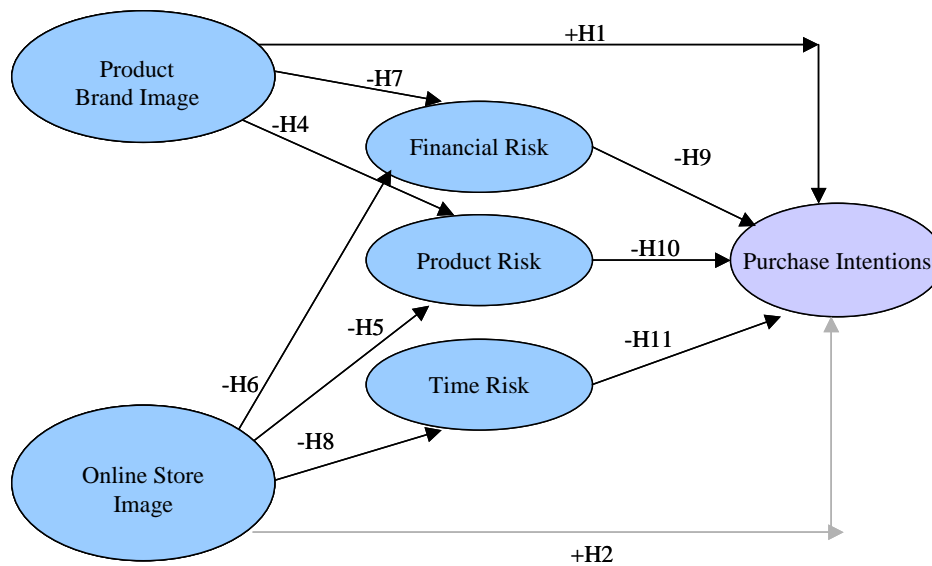 +H1
Product
Brand Image
-H7
-H4
Financial Risk
-H9
Product Risk
-H10
Purchase Intentions
-H5
-H11
-H6
Time Risk
-H8
Online Store
Image
+H2